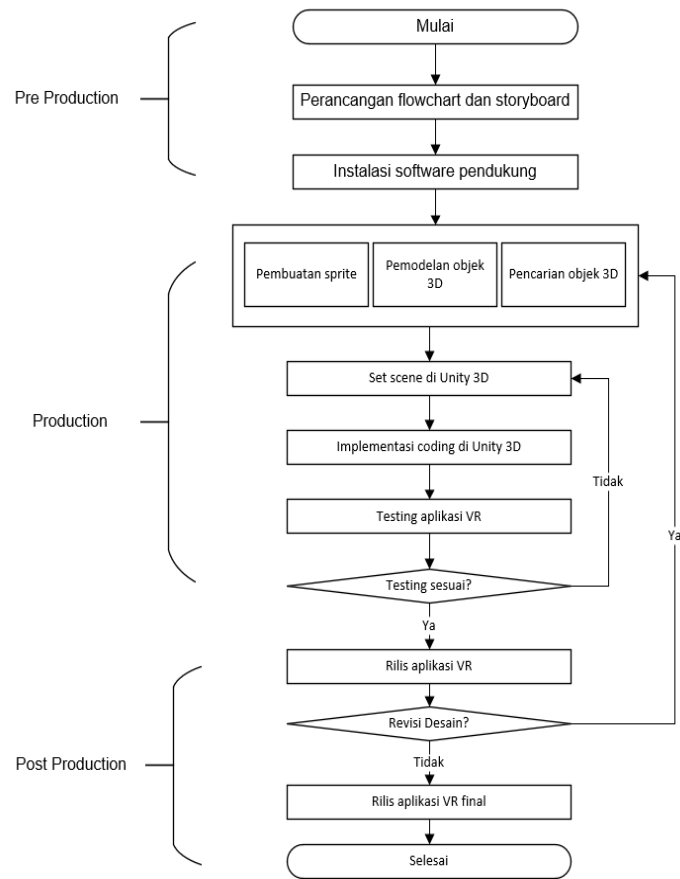 Mulai
Pre Production
Perancangan flowchart dan storyboard
Instalasi software pendukung
Pembuatan sprite
Pemodelan objek
3D
Pencarian objek 3D
Set scene di Unity 3D
Production
Implementasi coding di Unity 3D
Tidak
Testing aplikasi VR
Ya
Testing sesuai?
Ya
Rilis aplikasi VR
Revisi Desain?
Post Production
Tidak
Rilis aplikasi VR final
Selesai